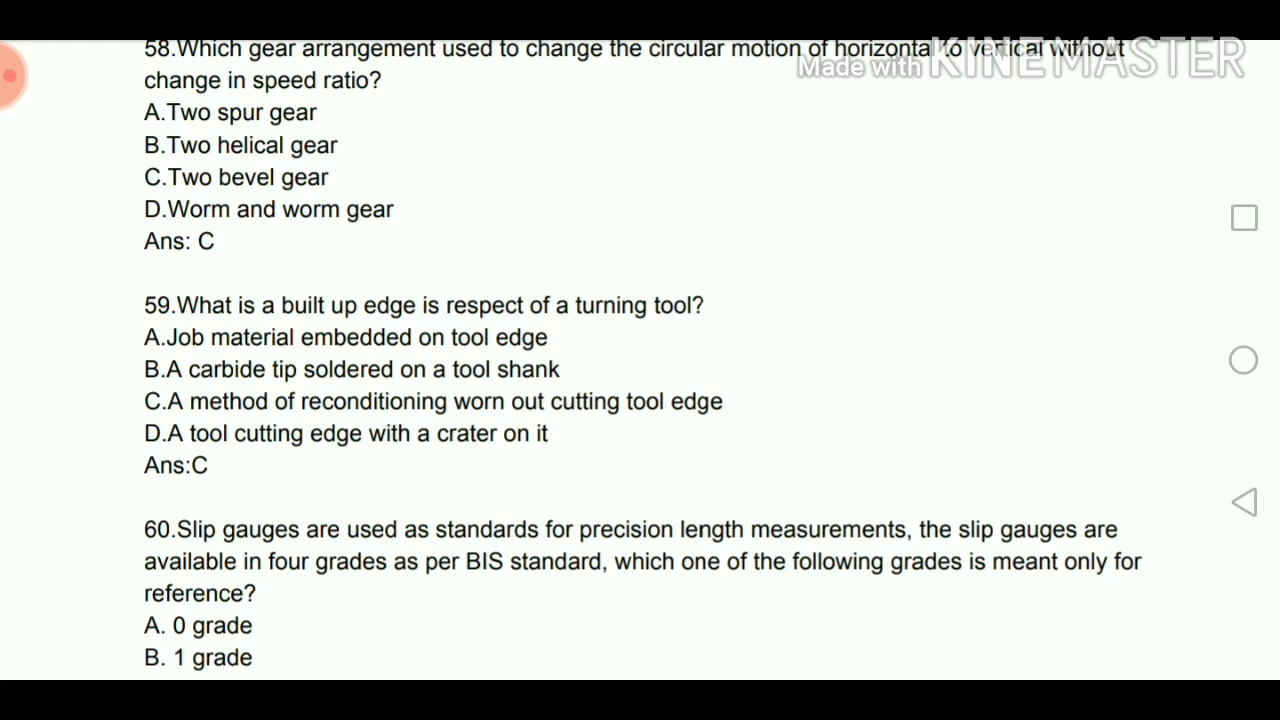 58.Which gear arrangement used to change the circular motion of horizontal to vertical without
Made with KINEMASTER
change in speed ratio?
A.Two spur gear
B.Two helical gear
C.Two bevel gear
D.Worm and worm gear
Ans: C
59.What is a built up edge is respect of a turning tool?
A.Job material embedded on tool edge
B.A carbide tip soldered on a tool shank
C.A method of reconditioning worn out cutting tool edge
D.A tool cutting edge with a crater on it
Ans:C
60.Slip gauges are used as standards for precision length measurements, the slip gauges are
available in four grades as per BIS standard, which one of the following grades is meant only for
reference?
A. 0 grade
B. 1 grade